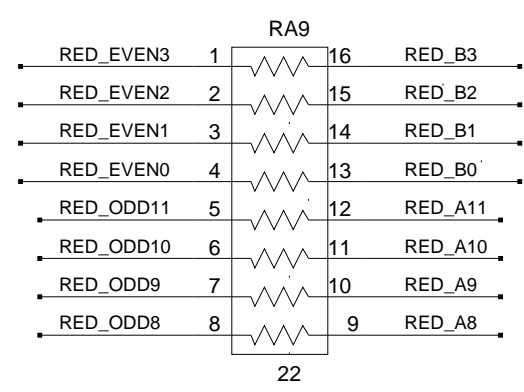 RA9
RED_EVEN3 1 16 RED_B3
RED_EVEN2 2 15 RED_B2
RED_EVEN1 3 14 RED_B1
RED_EVEN0 4 13 RED_B0
RED_ODD11 5 12 RED_A11
RED_ODD10 6 11 RED_A10
RED_ODD9 7 10 RED_A9
RED_ODD8 8 9 RED_A8
22